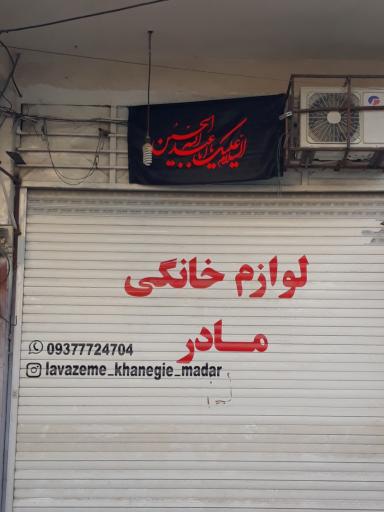 السلام علیک یا اباعبدالله الحسین
لوازم خانگی
مادر
09377724704
lavazeme_khanegie_madar